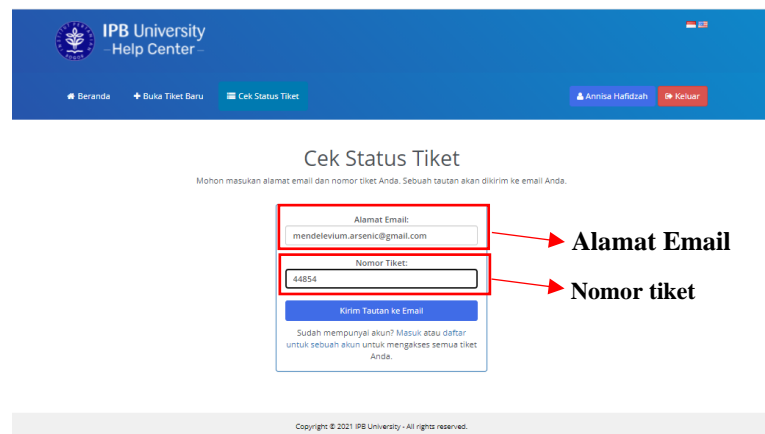 IPB University
Help Center
Beranda
Buka Tiket Baru
Cek Status Tiket
Annisa Hafidzah
Keluar
Cek Status Tiket
Mohon masukan alamat email dan nomor tiket Anda. Sebuah tautan akan dikirim ke email Anda.
Alamat Email:
mendelevium.arsenic@gmail.com
Alamat Email
Nomor Tiket:
44854
Nomor tiket
Kirim Tautan ke Email
Sudah mempunyai akun? Masuk atau daftar
untuk sebuah akun untuk mengakses semua tiket
Anda.
Copyright © 2021 IPB University - All rights reserved.